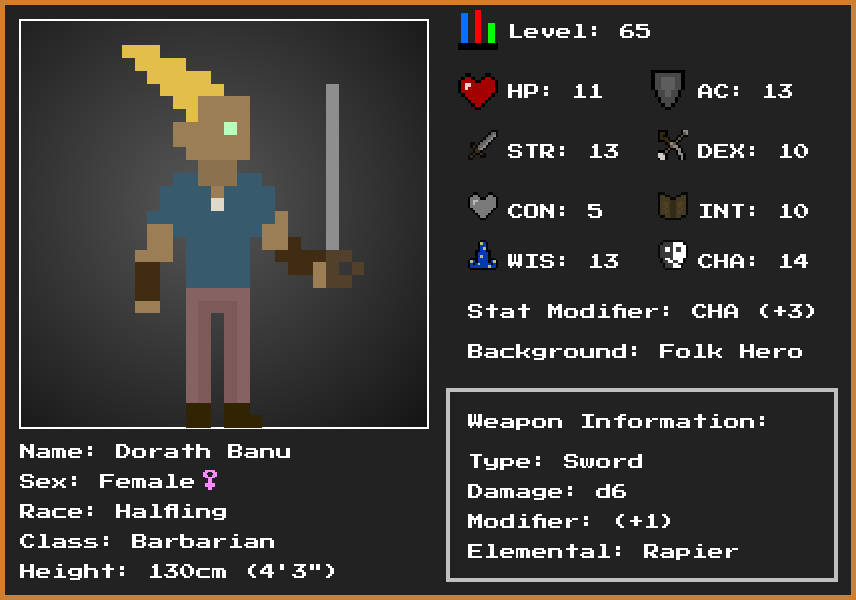 Level: 65
HP: 11 AC: 13
STR: 13 DEX: 10
CON: 5 INT: 10
WIS: 13 CHA: 14
Stat Modifier: CHA (+3)
Background: Folk Hero
Weapon Information:
Type: Sword
Damage: d6
Modifier: (+1)
Elemental: Rapier
Name: Dorath Banu
Sex: Female♀
Race: Halfling
Class: Barbarian
Height: 130cm (4'3")